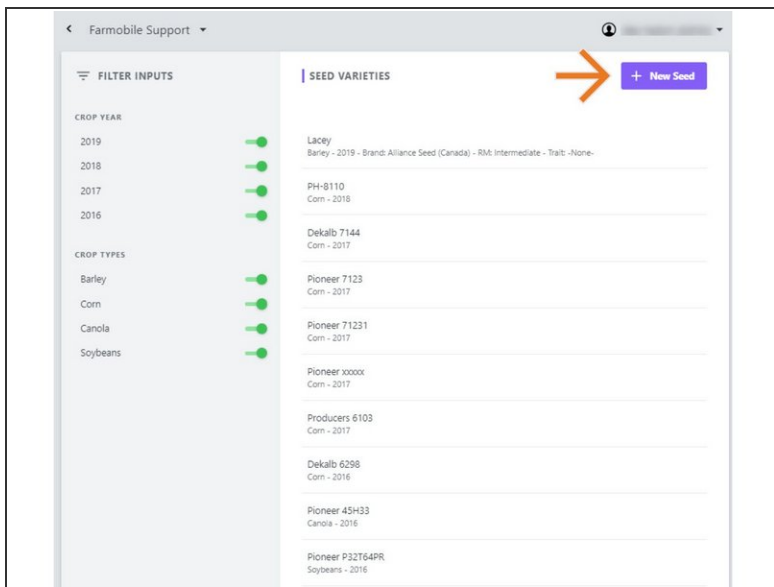 Farmobile Support
FILTER INPUTS
CROP YEAR
2019
2018
2017
2016
CROP TYPES
Barley
Corn
Canola
Soybeans
SEED VARIETIES
+ New Seed
Lacey
Barley - 2019 - Brand: Alliance Seed (Canada) - RM: Intermediate - Trait: -None-
PH-8110
Corn - 2018
Dekalb 7144
Corn - 2017
Pioneer 7123
Corn - 2017
Pioneer 71231
Corn - 2017
Pioneer xxxxx
Corn - 2017
Producers 6103
Corn - 2017
Dekalb 6298
Corn - 2016
Pioneer 45H33
Canola - 2016
Pioneer P32T64PR
Soybeans - 2016